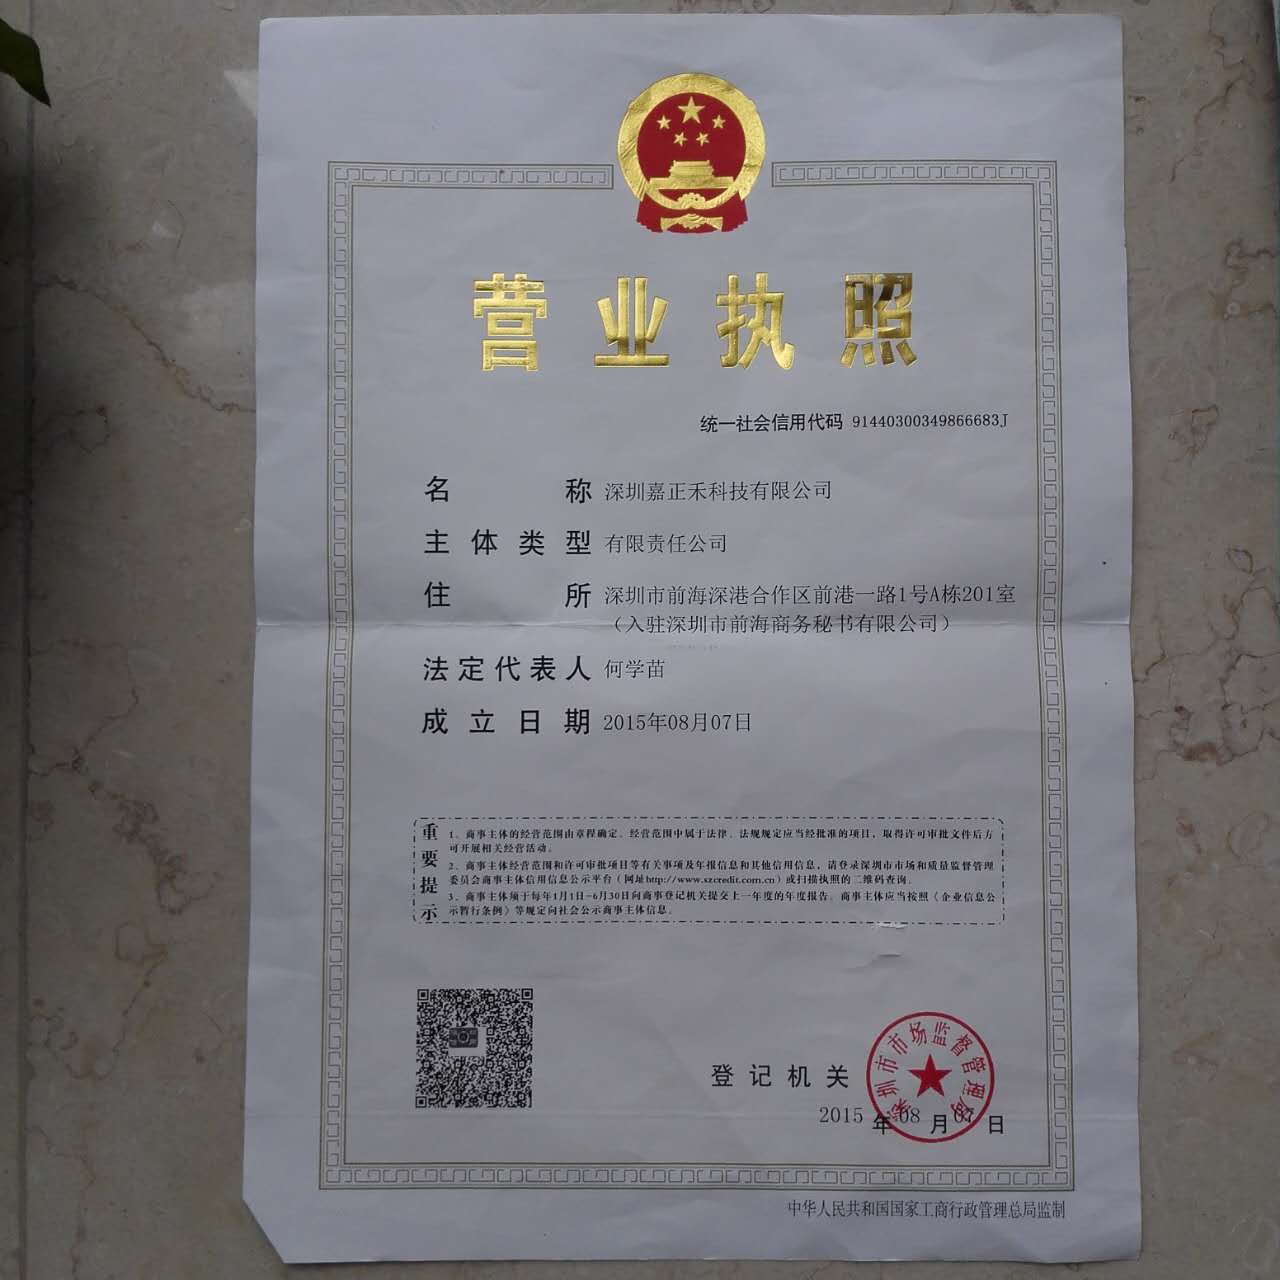 营业执照
统一社会信用代码 91440300349866683J
名称 深圳嘉正禾科技有限公司
主体类型 有限责任公司
住所 深圳市前海深港合作区前港一路1号A栋201室
（入驻深圳市前海商务秘书有限公司）
法定代表人 何学苗
成立日期 2015年08月07日
重要提示
1、商事主体的经营范围由章程确定。经营范围中属于法律、法规规定应当经批准的项目，取得许可审批文件后方
可开展相关经营活动。
2、商事主体经营范围和许可审批项目等有关事项及年报信息和其他信用信息，请登录深圳市市场和质量监督管理
委员会商事主体信用信息公示平台（网址http://www.szcredit.com.cn）或扫描执照的二维码查询。
3、商事主体须于每年1月1日-6月30日向商事登记机关提交上一年度的年度报告。商事主体应当按照《企业信息公
示暂行条例》等规定向社会公示商事主体信息。
深圳市市场监督管理局
登记机关
2015年08月07日
中华人民共和国国家工商行政管理总局监制